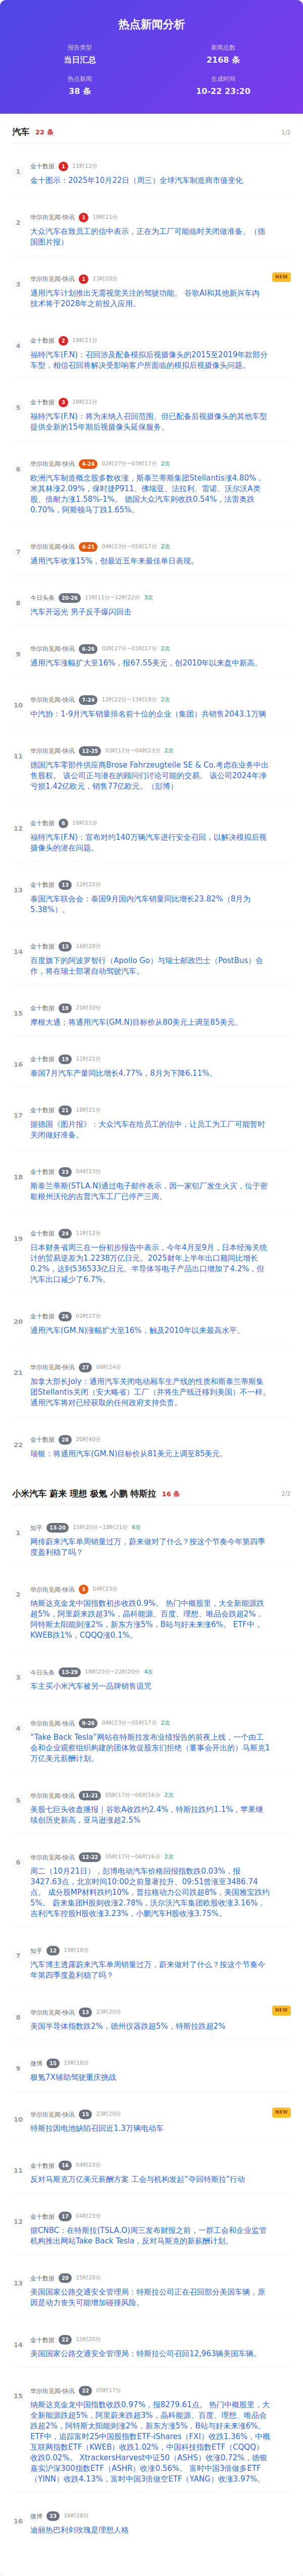 热点新闻分析
报告类型
新闻总数
当日汇总
2168 条
热点新闻
生成时间
38 条
10-22 23:20
汽车 22 条
1/2
1
金十数据 1 11时12分
金十图示：2025年10月22日（周三）全球汽车制造商市值变化
2
华尔街见闻-快讯 1 18时21分
大众汽车在致员工的信中表示，正在为工厂可能临时关闭做准备。（德
国图片报）
NEW
3
华尔街见闻-快讯 1 23时20分
通用汽车计划推出无需视觉关注的驾驶功能。 谷歌AI和其他新兴车内
技术将于2028年之前投入应用。
4
金十数据 2 18时21分
福特汽车(F.N)：召回涉及配备模拟后视摄像头的2015至2019年款部分
车型，相信召回将解决受影响客户所面临的模拟后视摄像头问题。
5
金十数据 3 18时21分
福特汽车(F.N)：将为未纳入召回范围、但已配备后视摄像头的其他车型
提供全新的15年期后视摄像头延保服务。
6
华尔街见闻-快讯 4-24 02时27分~03时17分 2次
欧洲汽车制造概念股多数收涨，斯泰兰蒂斯集团Stellantis涨4.80%，
米其林涨2.09%，保时捷P911、佛瑞亚、法拉利、雷诺、沃尔沃A类
股、倍耐力涨1.58%-1%。 德国大众汽车则收跌0.54%，法雷奥跌
0.70%，阿斯顿马丁跌1.65%。
7
华尔街见闻-快讯 4-21 04时23分~05时17分 2次
通用汽车收涨15%，创最近五年来最佳单日表现。
8
今日头条 20-26 11时11分~12时22分 3次
汽车开远光 男子反手爆闪回击
9
华尔街见闻-快讯 6-26 02时27分~03时17分 2次
通用汽车涨幅扩大至16%，报67.55美元，创2010年以来盘中新高。
10
华尔街见闻-快讯 7-24 12时22分~13时19分 2次
中汽协：1-9月汽车销量排名前十位的企业（集团）共销售2043.1万辆
11
华尔街见闻-快讯 12-25 03时17分~04时23分 2次
德国汽车零部件供应商Brose Fahrzeugteile SE & Co.考虑在业务中出
售股权。 该公司正与潜在的顾问们讨论可能的交易。 该公司2024年净
亏损1.42亿欧元，销售77亿欧元。（彭博）
12
金十数据 6 18时21分
福特汽车(F.N)：宣布对约140万辆汽车进行安全召回，以解决模拟后视
摄像头的潜在问题。
13
金十数据 13 12时22分
泰国汽车联合会：泰国9月国内汽车销量同比增长23.82%（8月为
5.38%）。
14
金十数据 13 16时28分
百度旗下的阿波罗智行（Apollo Go）与瑞士邮政巴士（PostBus）合
作，将在瑞士部署自动驾驶汽车。
15
金十数据 18 21时33分
摩根大通：将通用汽车(GM.N)目标价从80美元上调至85美元。
16
金十数据 19 12时22分
泰国7月汽车产量同比增长4.77%，8月为下降6.11%。
17
金十数据 21 18时21分
据德国《图片报》：大众汽车在给员工的信中，让员工为工厂可能暂时
关闭做好准备。
18
金十数据 23 04时23分
斯泰兰蒂斯(STLA.N)通过电子邮件表示，因一家铝厂发生火灾，位于密
歇根州沃伦的吉普汽车工厂已停产三周。
19
金十数据 24 11时12分
日本财务省周三在一份初步报告中表示，今年4月至9月，日本经海关统
计的贸易逆差为1.2238万亿日元。2025财年上半年出口额同比增长
0.2%，达到536533亿日元。半导体等电子产品出口增加了4.2%，但
汽车出口减少了6.7%。
20
金十数据 26 02时27分
通用汽车(GM.N)涨幅扩大至16%，触及2010年以来最高水平。
21
华尔街见闻-快讯 27 00时24分
加拿大部长Joly：通用汽车关闭电动厢车生产线的性质和斯泰兰蒂斯集
团Stellantis关闭（安大略省）工厂（并将生产线迁移到美国）不一样。
通用汽车将对已经获取的任何政府支持负责。
22
金十数据 28 20时40分
瑞银：将通用汽车(GM.N)目标价从81美元上调至85美元。
小米汽车 蔚来 理想 极氪 小鹏 特斯拉 16 条
2/2
1
知乎 13-20 15时20分~18时21分 6次
网传蔚来汽车单周销量过万，蔚来做对了什么？按这个节奏今年第四季
度盈利稳了吗？
2
华尔街见闻-快讯 5 04时23分
纳斯达克金龙中国指数初步收跌0.9%。 热门中概股里，大全新能源跌
超5%，阿里蔚来跌超3%，晶科能源、百度、理想、唯品会跌超2%，
阿特斯太阳能则涨2%，新东方涨5%，B站与好未来涨6%。 ETF中，
KWEB跌1%，CQQQ涨0.1%。
3
今日头条 13-29 18时20分~22时20分 4次
车主买小米汽车被另一品牌销售诅咒
4
华尔街见闻-快讯 9-26 04时23分~05时17分 2次
“Take Back Tesla”网站在特斯拉发布业绩报告的前夜上线，一个由工
会和企业观察组织构建的团体敦促股东们拒绝（董事会开出的）马斯克1
万亿美元薪酬计划。
5
华尔街见闻-快讯 11-21 05时17分~06时16分 2次
美股七巨头收盘播报｜谷歌A收跌约2.4%，特斯拉跌约1.1%，苹果继
续创历史新高，亚马逊涨超2.5%
6
华尔街见闻-快讯 12-22 05时17分~06时16分 2次
周二（10月21日），彭博电动汽车价格回报指数跌0.03%，报
3427.63点，北京时间10:00之前显著拉升、09:51曾涨至3486.74
点。 成分股MP材料跌约10%，普拉格动力公司跌超8%，美国雅宝跌约
5%。 蔚来集团H股则收涨2.78%，沃尔沃汽车集团欧股收涨3.16%，
吉利汽车控股H股收涨3.23%，小鹏汽车H股涨3.75%。
7
知乎 12 19时18分
汽车博主透露蔚来汽车单周销量过万，蔚来做对了什么？按这个节奏今
年第四季度盈利稳了吗？
NEW
8
华尔街见闻-快讯 13 23时20分
美国半导体指数跌2%，德州仪器跌超5%，特斯拉跌超2%
9
微博 15 19时18分
极氪7X辅助驾驶重庆挑战
NEW
10
华尔街见闻-快讯 15 23时20分
特斯拉因电池缺陷召回近1.3万辆电动车
11
金十数据 16 04时23分
反对马斯克万亿美元薪酬方案 工会与机构发起“夺回特斯拉”行动
12
金十数据 17 04时23分
据CNBC：在特斯拉(TSLA.O)周三发布财报之前，一群工会和企业监管
机构推出网站Take Back Tesla，反对马斯克的新薪酬计划。
13
金十数据 20 15时20分
美国国家公路交通安全管理局：特斯拉公司正在召回部分美国车辆，原
因是动力丧失可能增加碰撞风险。
14
金十数据 22 15时20分
美国国家公路交通安全管理局：特斯拉公司召回12,963辆美国车辆。
15
华尔街见闻-快讯 22 05时17分
纳斯达克金龙中国指数收跌0.97%，报8279.61点。 热门中概股里，大
全新能源跌超5%，阿里蔚来跌超3%，晶科能源、百度、理想、唯品会
跌超2%，阿特斯太阳能则涨2%，新东方涨5%，B站与好未来涨6%。
ETF中，追踪富时25中国股指数ETF-iShares（FXI）收跌1.36%，中概
互联网指数ETF（KWEB）收跌1.02%，中国科技指数ETF（CQQQ）
收跌0.02%。 XtrackersHarvest中证50（ASHS）收涨0.72%，德银
嘉实沪深300指数ETF（ASHR）收涨0.56%。 富时中国3倍做多ETF
（YINN）收跌4.13%，富时中国3倍做空ETF（YANG）收涨3.97%。
16
微博 23 16时28分
迪丽热巴利剑玫瑰是理想人格